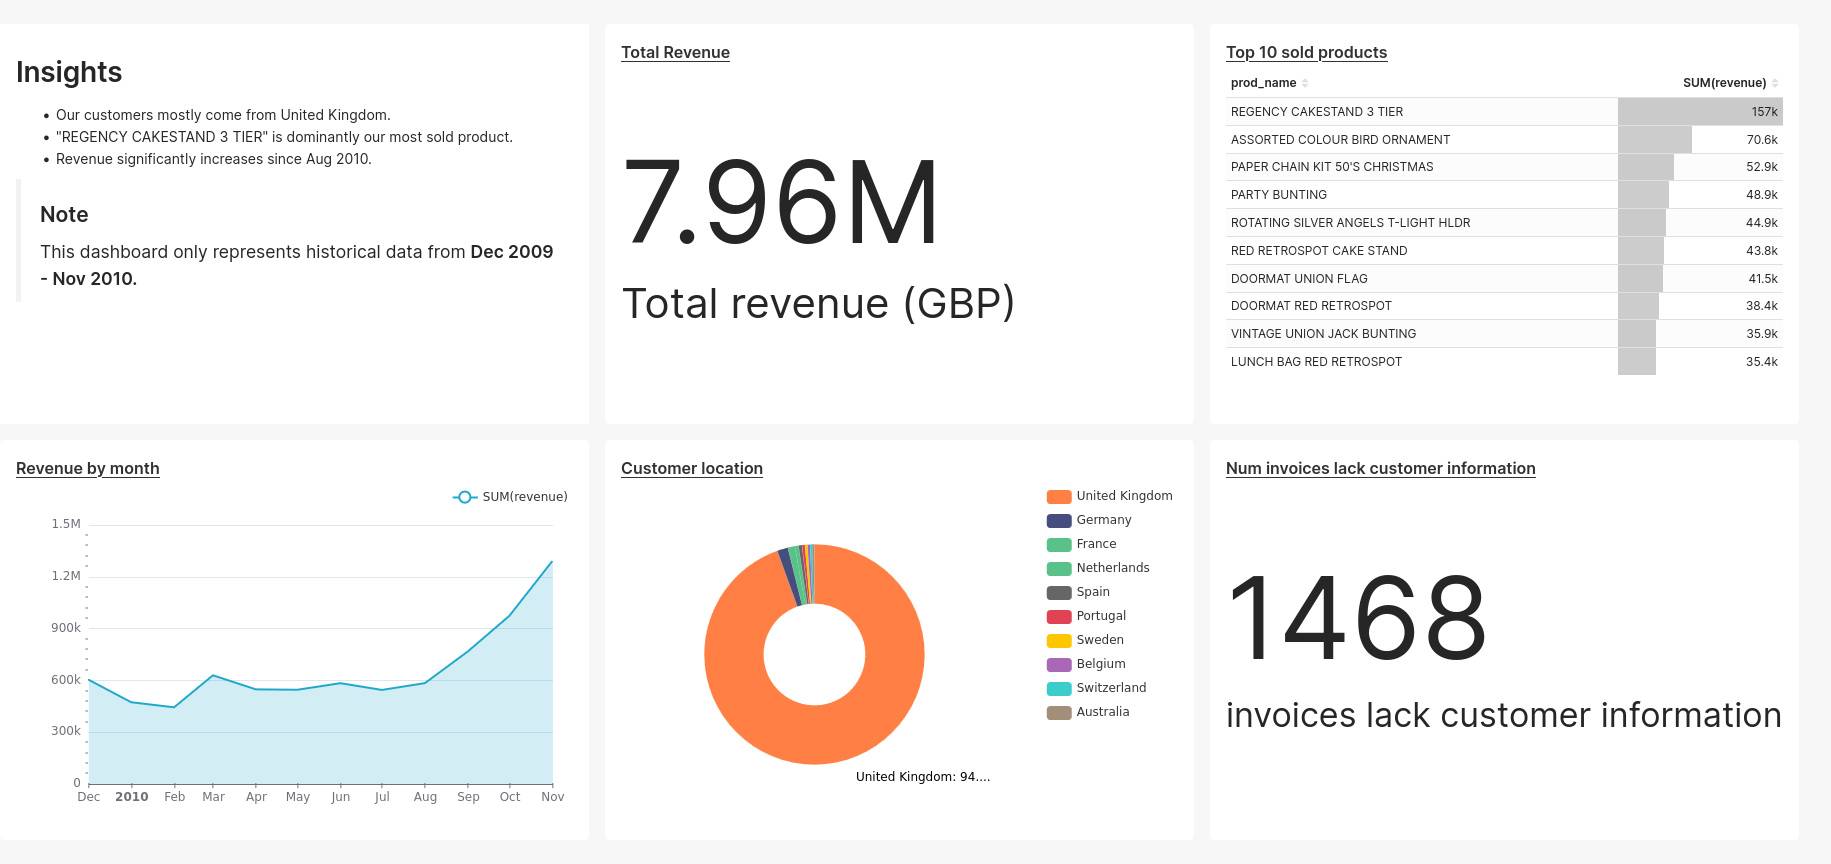 Insights
• Our customers mostly come from United Kingdom.
• "REGENCY CAKESTAND 3 TIER" is dominantly our most sold product.
• Revenue significantly increases since Aug 2010.
Note
This dashboard only represents historical data from Dec 2009
- Nov 2010.
Total Revenue
7.96M
Total revenue (GBP)
Top 10 sold products
prod_name SUM(revenue)
REGENCY CAKESTAND 3 TIER 157k
ASSORTED COLOUR BIRD ORNAMENT 70.6k
PAPER CHAIN KIT 50'S CHRISTMAS 52.9k
PARTY BUNTING 48.9k
ROTATING SILVER ANGELS T-LIGHT HLDR 44.9k
RED RETROSPOT CAKE STAND 43.8k
DOORMAT UNION FLAG 41.5k
DOORMAT RED RETROSPOT 38.4k
VINTAGE UNION JACK BUNTING 35.9k
LUNCH BAG RED RETROSPOT 35.4k
Revenue by month
SUM(revenue)
1.5M
1.2M
900k
600k
300k
0
Dec 2010 Feb Mar Apr May Jun Jul Aug Sep Oct Nov
Customer location
United Kingdom
Germany
France
Netherlands
Spain
Portugal
Sweden
Belgium
Switzerland
Australia
United Kingdom: 94....
Num invoices lack customer information
1468
invoices lack customer information